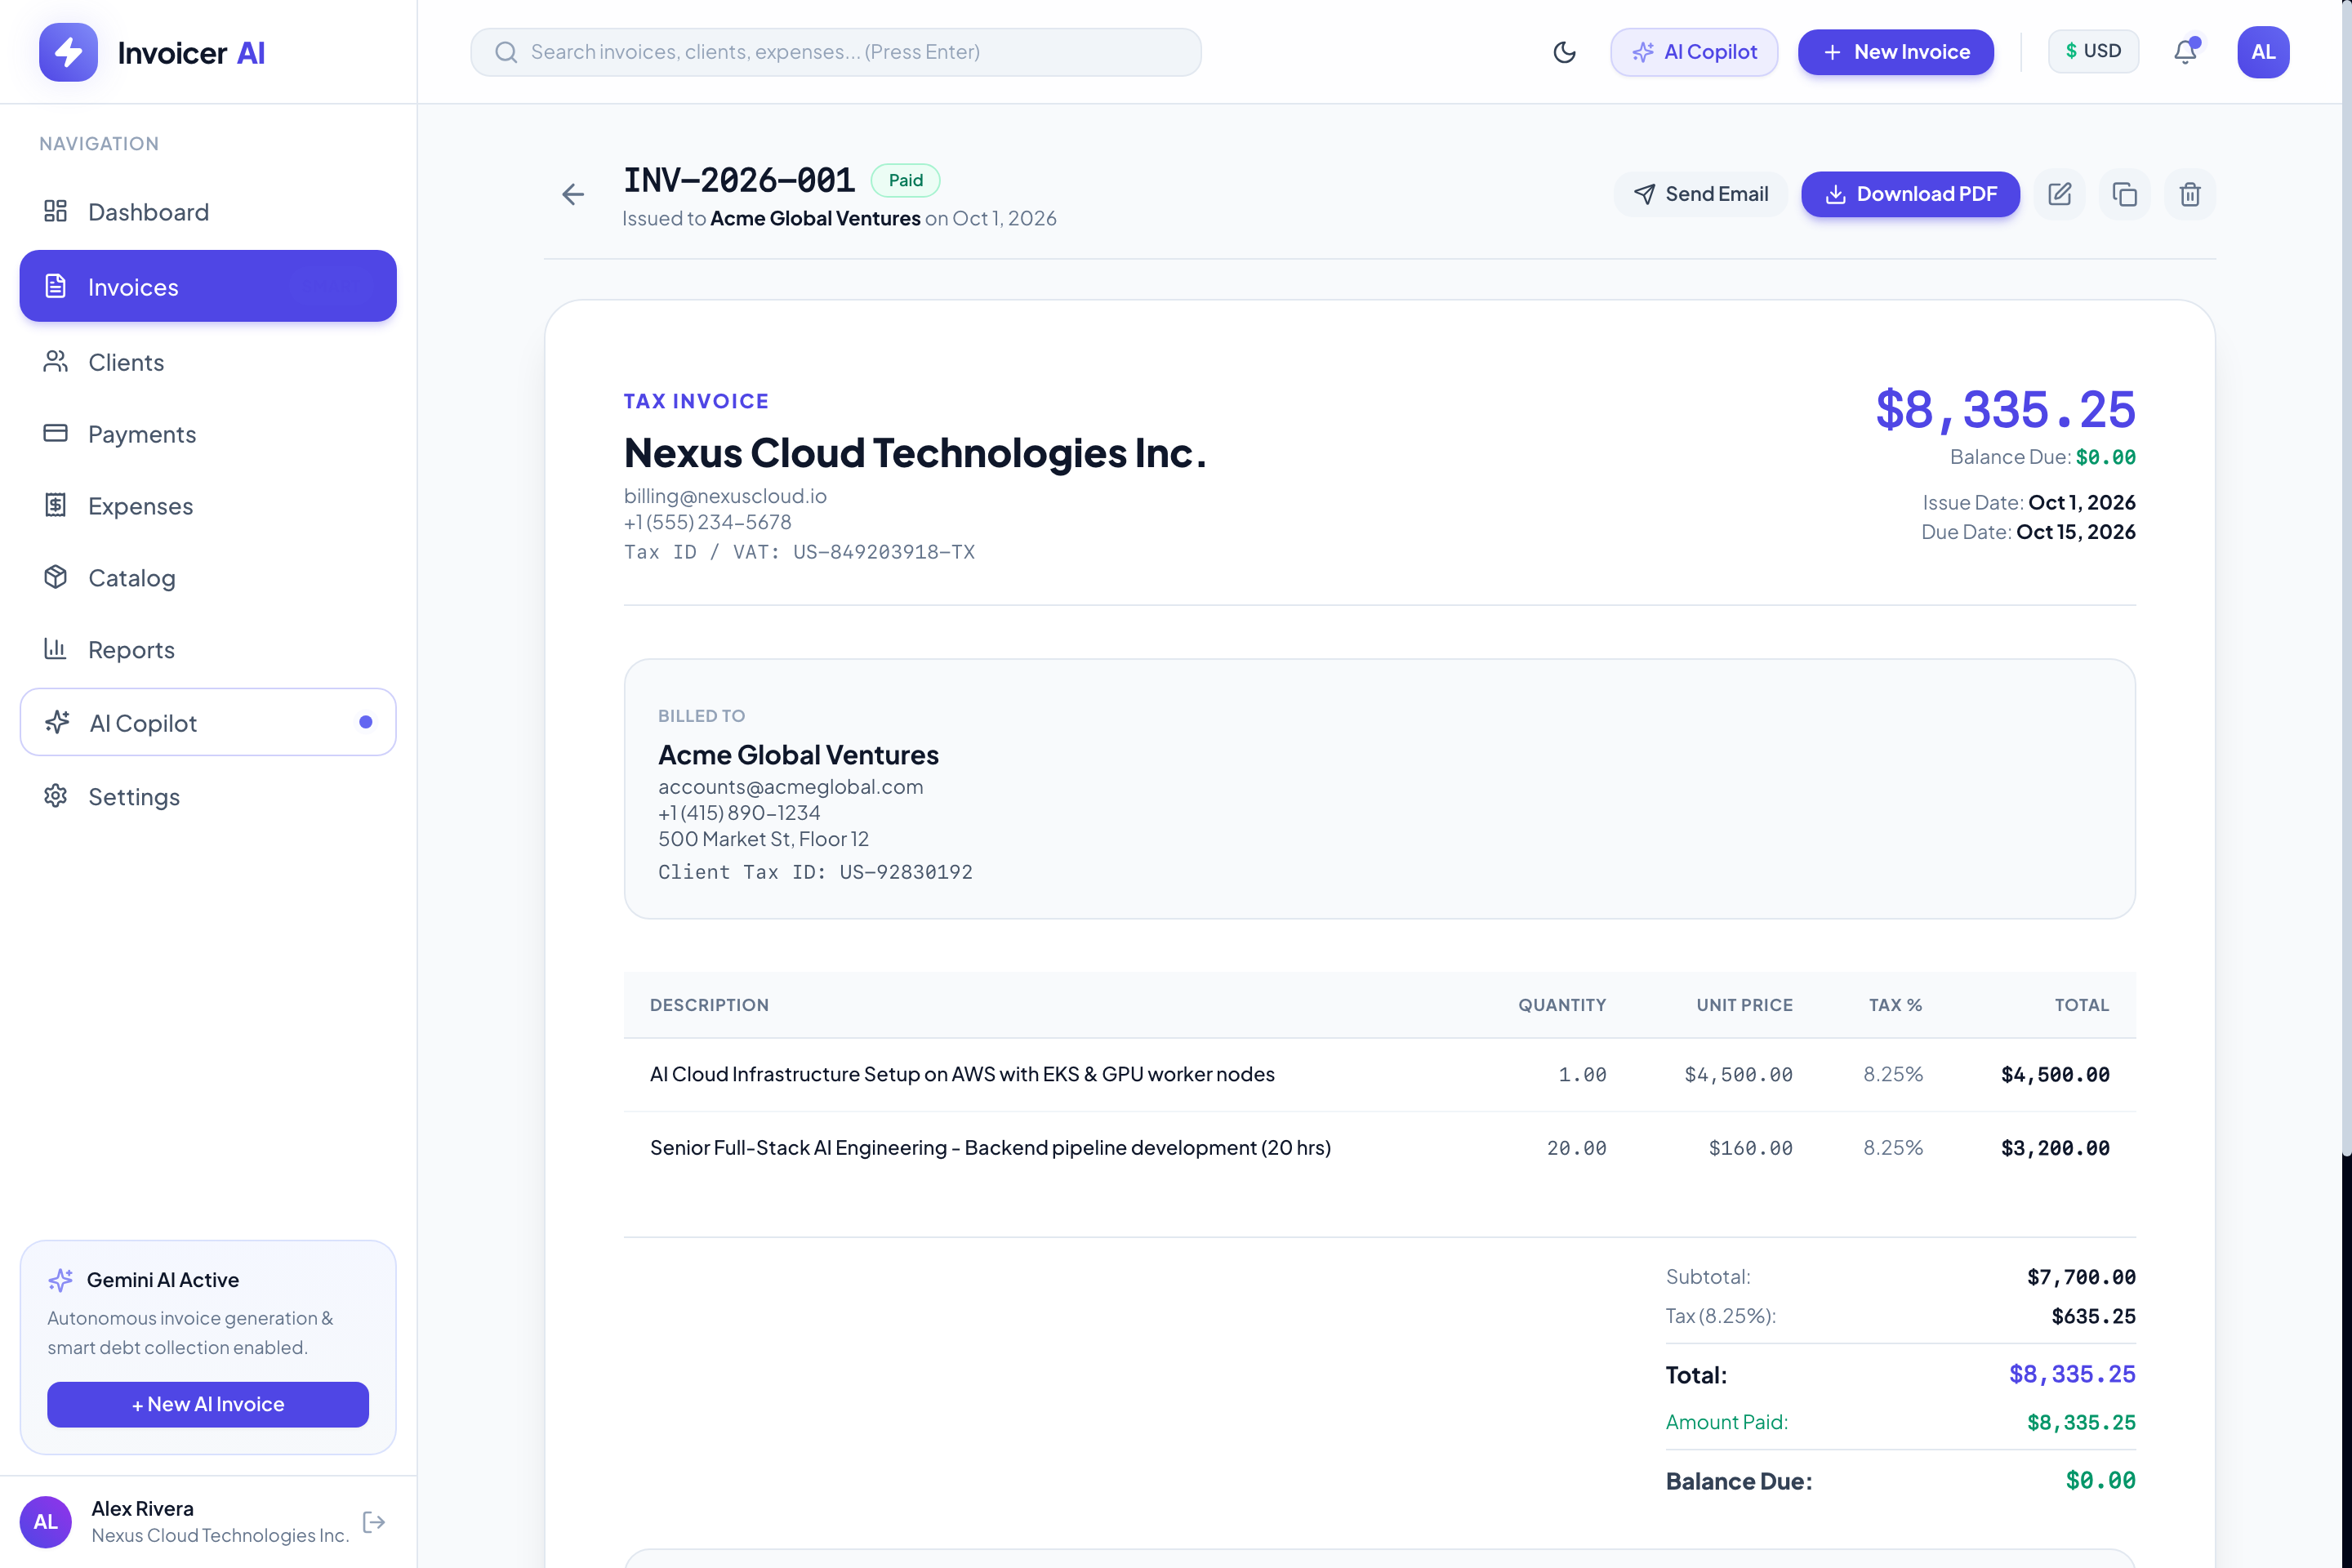 Invoicer AI
Search invoices, clients, expenses... (Press Enter)
AI Copilot
+ New Invoice
$ USD
AL
NAVIGATION
Dashboard
Invoices
Clients
Payments
Expenses
Catalog
Reports
AI Copilot
Settings
Gemini AI Active
Autonomous invoice generation &
smart debt collection enabled.
+ New AI Invoice
AL
Alex Rivera
Nexus Cloud Technologies Inc.
INV-2026-001 Paid
Issued to Acme Global Ventures on Oct 1, 2026
Send Email
Download PDF
TAX INVOICE
Nexus Cloud Technologies Inc.
billing@nexuscloud.io
+1 (555) 234-5678
Tax ID / VAT: US-849203918-TX
$8,335.25
Balance Due: $0.00
Issue Date: Oct 1, 2026
Due Date: Oct 15, 2026
BILLED TO
Acme Global Ventures
accounts@acmeglobal.com
+1 (415) 890-1234
500 Market St, Floor 12
Client Tax ID: US-92830192
DESCRIPTION QUANTITY UNIT PRICE TAX % TOTAL
AI Cloud Infrastructure Setup on AWS with EKS & GPU worker nodes 1.00 $4,500.00 8.25% $4,500.00
Senior Full-Stack AI Engineering - Backend pipeline development (20 hrs) 20.00 $160.00 8.25% $3,200.00
Subtotal: $7,700.00
Tax (8.25%): $635.25
Total: $8,335.25
Amount Paid: $8,335.25
Balance Due: $0.00